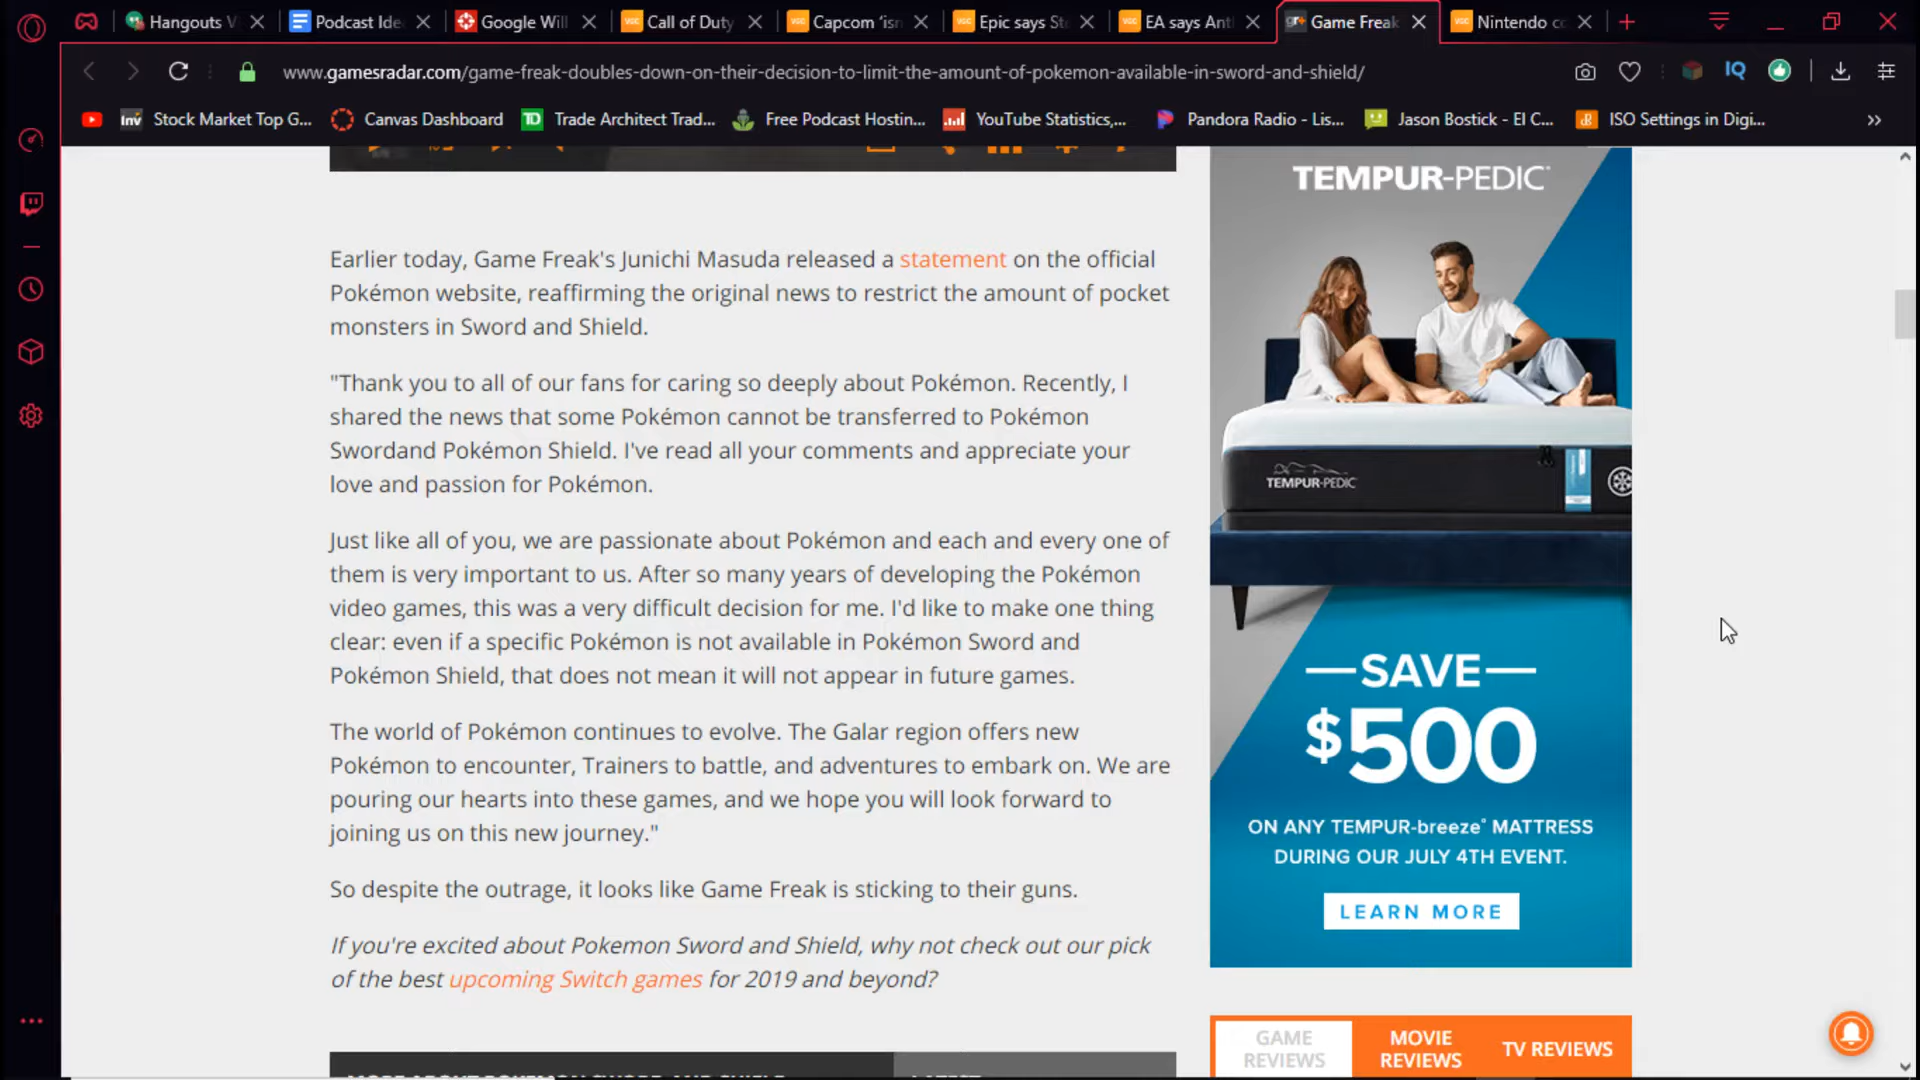 Hangouts V
Podcast Ide
Google Will
Call of Duty
Capcom 'isn
Epic says St
EA says Ant
Game Freak
Nintendo co
www.gamesradar.com/game-freak-doubles-down-on-their-decision-to-limit-the-amount-of-pokemon-available-in-sword-and-shield/
IQ
Inv Stock Market Top G...
Canvas Dashboard
TD Trade Architect Trad...
Free Podcast Hostin...
YouTube Statistics,...
Pandora Radio - Lis...
Jason Bostick - El C...
ISO Settings in Digi...
Earlier today, Game Freak's Junichi Masuda released a statement on the official
Pokémon website, reaffirming the original news to restrict the amount of pocket
monsters in Sword and Shield.
"Thank you to all of our fans for caring so deeply about Pokémon. Recently, I
shared the news that some Pokémon cannot be transferred to Pokémon
Swordand Pokémon Shield. I've read all your comments and appreciate your
love and passion for Pokémon.
Just like all of you, we are passionate about Pokémon and each and every one of
them is very important to us. After so many years of developing the Pokémon
video games, this was a very difficult decision for me. I'd like to make one thing
clear: even if a specific Pokémon is not available in Pokémon Sword and
Pokémon Shield, that does not mean it will not appear in future games.
The world of Pokémon continues to evolve. The Galar region offers new
Pokémon to encounter, Trainers to battle, and adventures to embark on. We are
pouring our hearts into these games, and we hope you will look forward to
joining us on this new journey."
So despite the outrage, it looks like Game Freak is sticking to their guns.
If you're excited about Pokemon Sword and Shield, why not check out our pick
of the best upcoming Switch games for 2019 and beyond?
MORE ABOUT POKEMON SWORD AND SHIELD
LATEST
TEMPUR-PEDIC
TEMPUR-PEDIC
SAVE
$500
ON ANY TEMPUR-breeze° MATTRESS
DURING OUR JULY 4TH EVENT.
LEARN MORE
GAME
REVIEWS
MOVIE
REVIEWS
TV REVIEWS